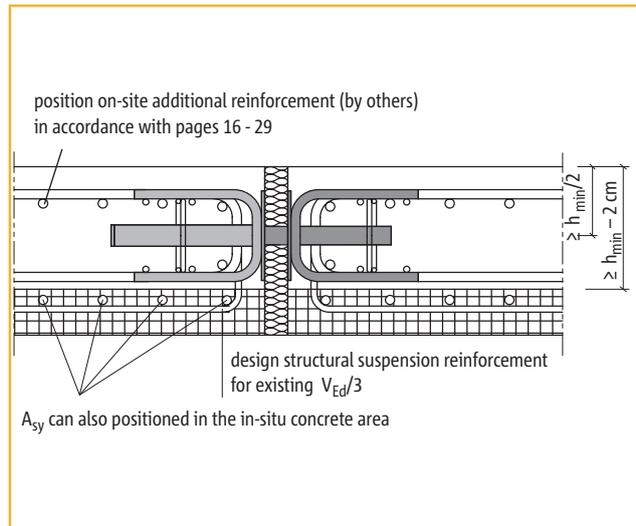 position on-site additional reinforcement (by others)
in accordance with pages 16 - 29
≥ h_min/2
≥ h_min – 2 cm
design structural suspension reinforcement
for existing V_Ed/3
A_sy can also positioned in the in-situ concrete area